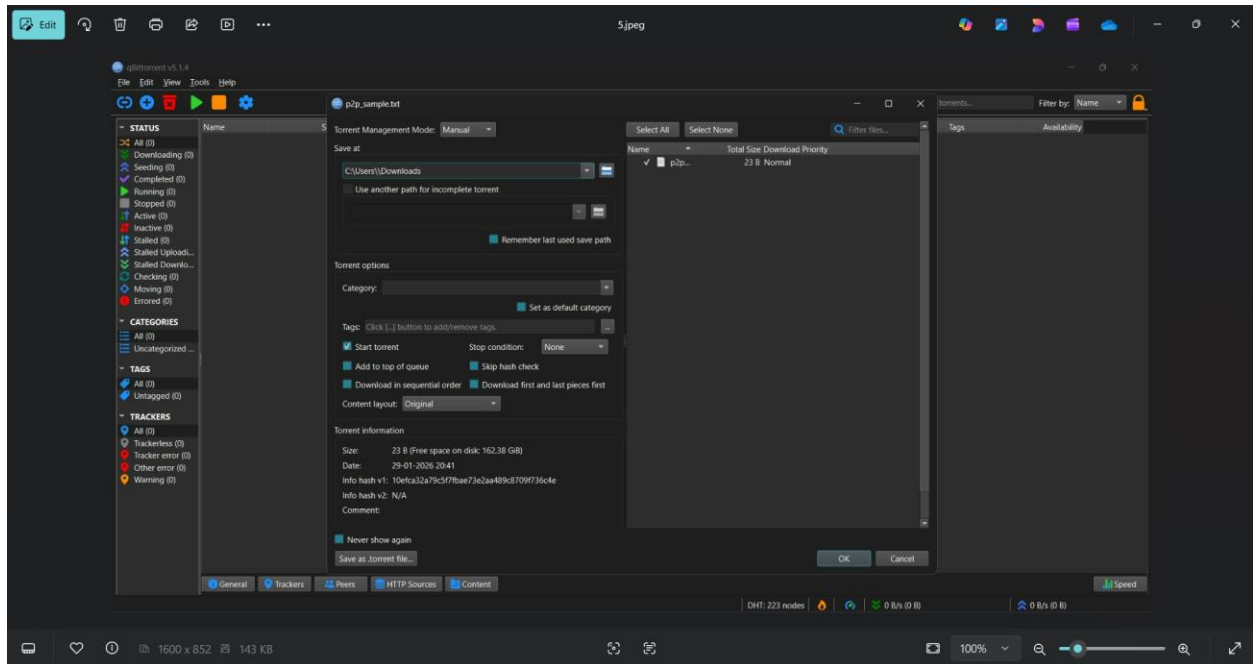 Edit
5.jpeg
qBittorrent v5.1.4
File Edit View Tools Help
p2p_sample.txt
torrents...
Filter by: Name
STATUS
All (0)
Downloading (0)
Seeding (0)
Completed (0)
Running (0)
Stopped (0)
Active (0)
Inactive (0)
Stalled (0)
Stalled Uploadi...
Stalled Downlo...
Checking (0)
Moving (0)
Errored (0)
CATEGORIES
All (0)
Uncategorized ...
TAGS
All (0)
Untagged (0)
TRACKERS
All (0)
Trackerless (0)
Tracker error (0)
Other error (0)
Warning (0)
Name
S
Torrent Management Mode: Manual
Save at
C:\Users\\Downloads
Use another path for incomplete torrent
Remember last used save path
Torrent options
Category:
Set as default category
Tags: Click [...] button to add/remove tags.
...
Start torrent Stop condition: None
Add to top of queue Skip hash check
Download in sequential order Download first and last pieces first
Content layout: Original
Torrent information
Size: 23 B (Free space on disk: 162.38 GiB)
Date: 29-01-2026 20:41
Info hash v1: 10efca32a79c5f7fbae73e2aa489c8709f736c4e
Info hash v2: N/A
Comment:
Never show again
Save as .torrent file...
Select All Select None Filter files...
Name Total Size Download Priority
p2p... 23 B Normal
OK Cancel
Tags Availability
General Trackers Peers HTTP Sources Content Speed
DHT: 223 nodes 0 B/s (0 B) 0 B/s (0 B)
1600 x 852 143 KB 100%